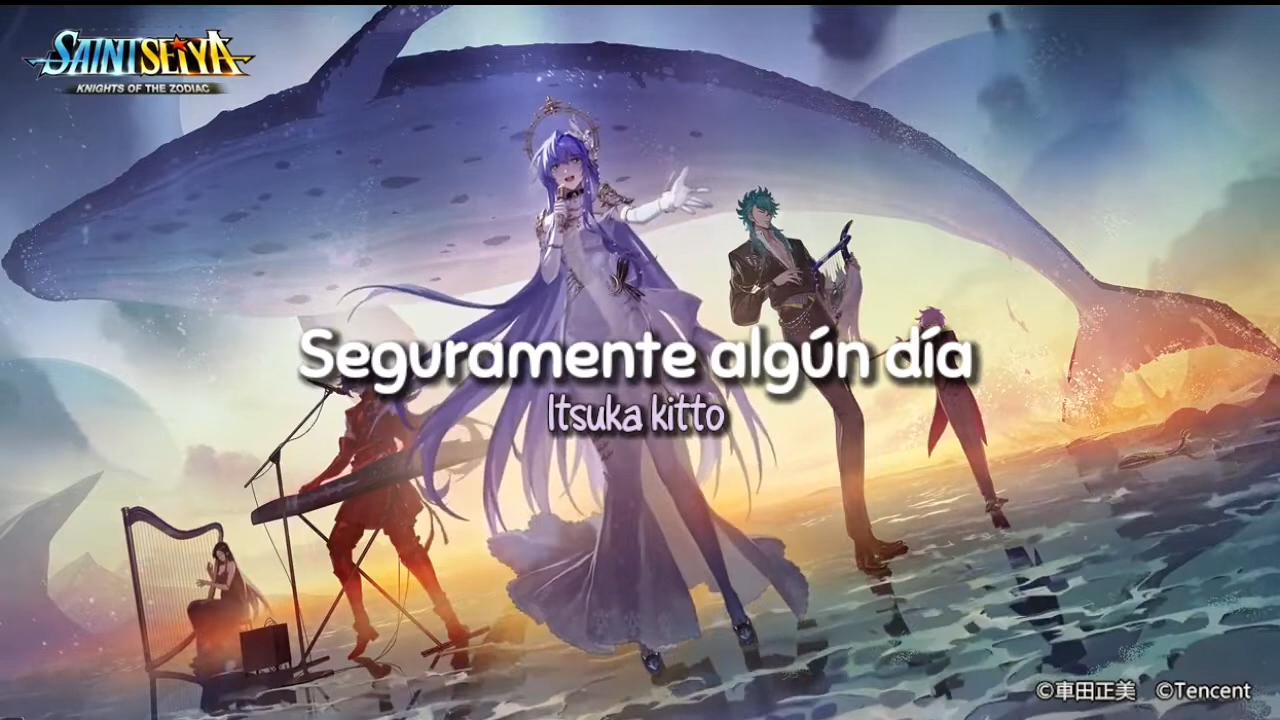 SAINT SEIYA
KNIGHTS OF THE ZODIAC
Seguramente algún día
Itsuka kitto
©車田正美 ©Tencent